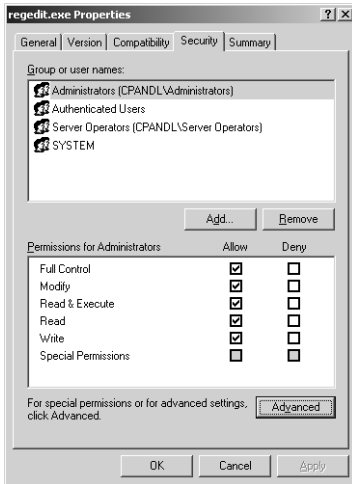 regedit.exe Properties
General Version Compatibility Security Summary
Group or user names:
Administrators (CPANDL\Administrators)
Authenticated Users
Server Operators (CPANDL\Server Operators)
SYSTEM
Add... Remove
Permissions for Administrators Allow Deny
Full Control
Modify
Read & Execute
Read
Write
Special Permissions
For special permissions or for advanced settings,
click Advanced.
Advanced
OK Cancel Apply